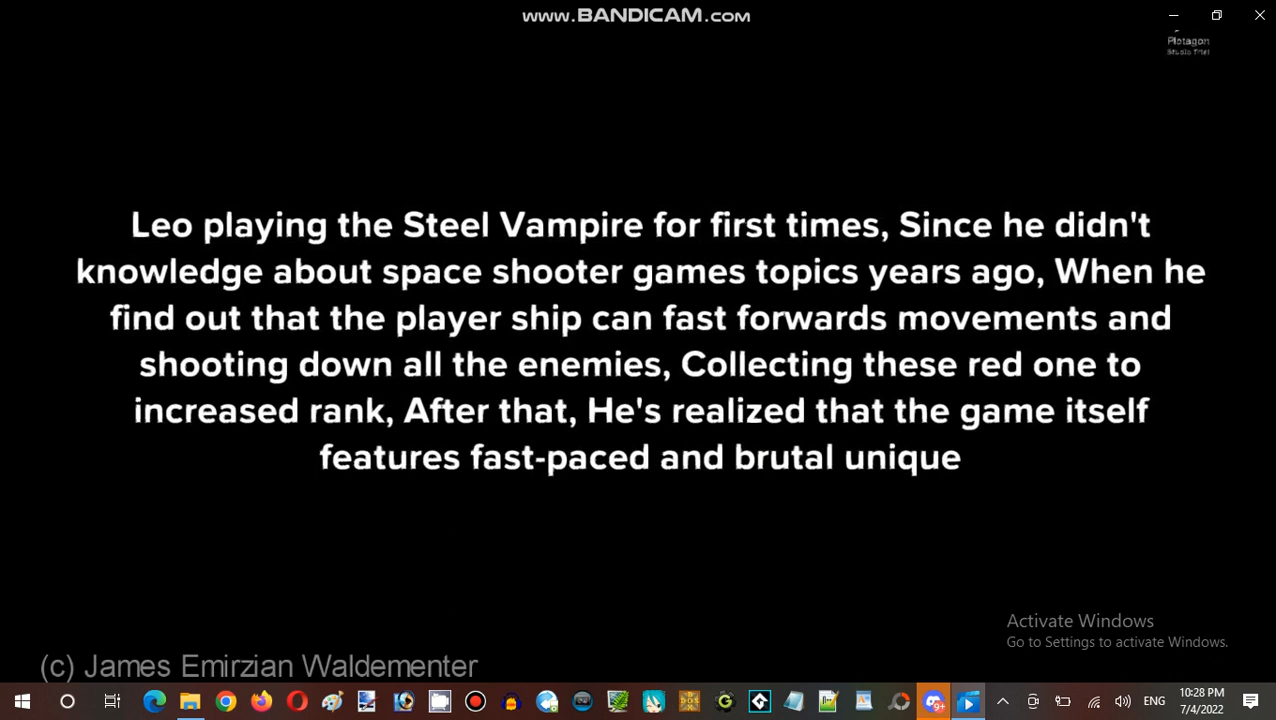 www.BANDICAM.com
Plotagon
Studio Trial
Leo playing the Steel Vampire for first times, Since he didn't
knowledge about space shooter games topics years ago, When he
find out that the player ship can fast forwards movements and
shooting down all the enemies, Collecting these red one to
increased rank, After that, He's realized that the game itself
features fast-paced and brutal unique
Activate Windows
Go to Settings to activate Windows.
(c) James Emirzian Waldementer
9+
ENG
10:28 PM
7/4/2022